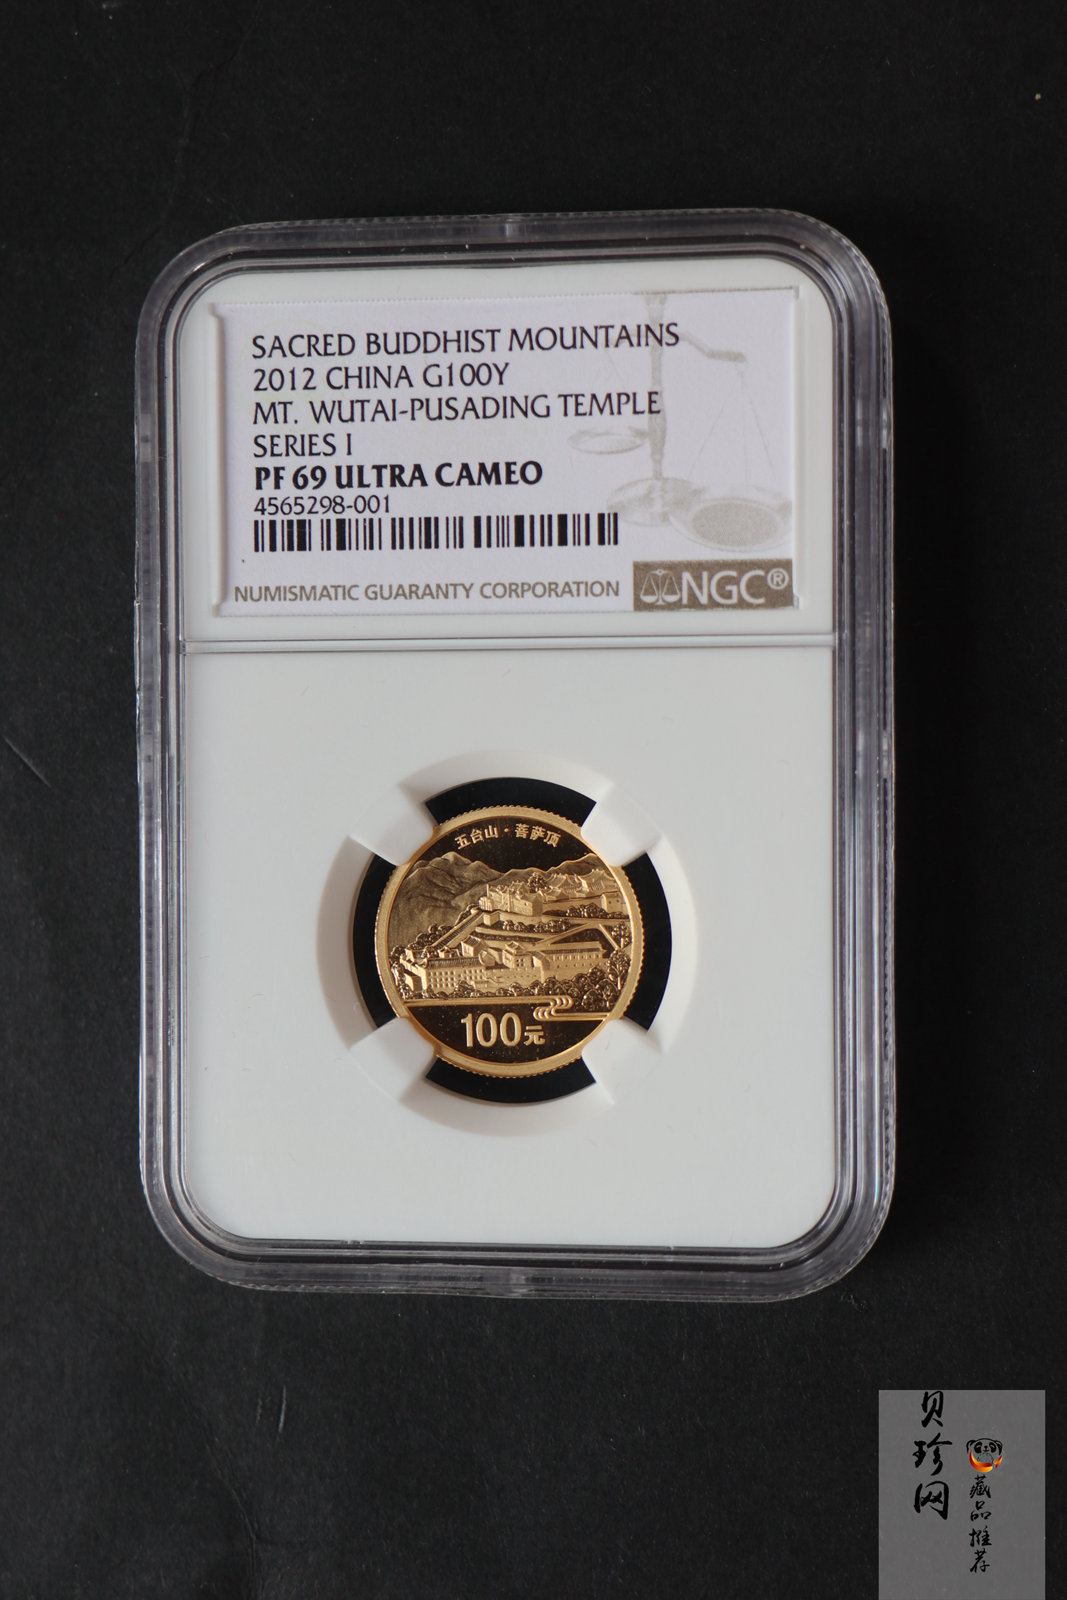 SACRED BUDDHIST MOUNTAINS
2012 CHINA G100Y
MT. WUTAI-PUSADING TEMPLE
SERIES I
PF 69 ULTRA CAMEO
4565298-001
NUMISMATIC GUARANTY CORPORATION
NGC®
五台山·菩萨顶
100元
贝珍网
藏品推荐